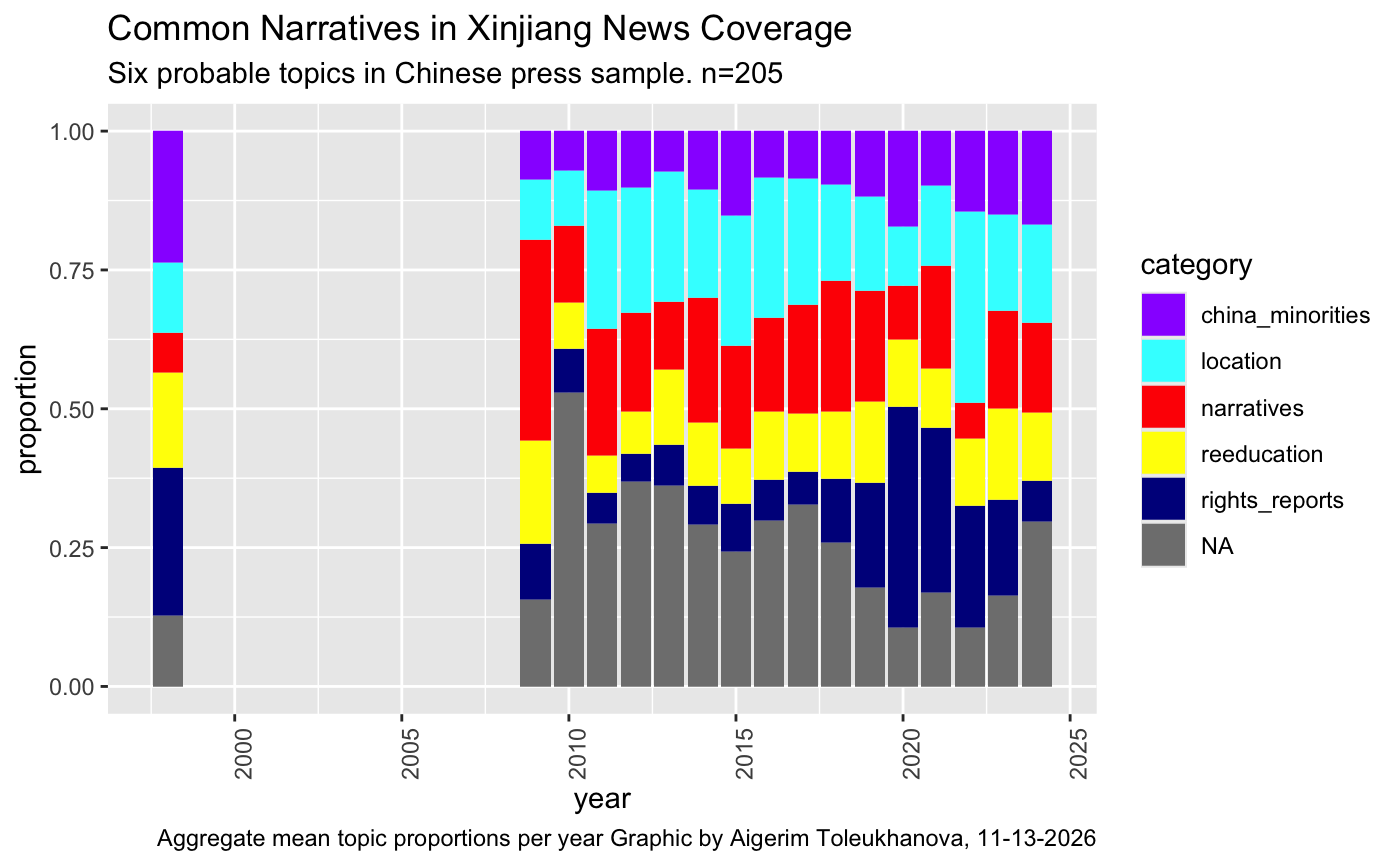 Common Narratives in Xinjiang News Coverage
Six probable topics in Chinese press sample. n=205
1.00
0.75
0.50
0.25
0.00
proportion
2000
2005
2010
2015
2020
2025
year
category
china_minorities
location
narratives
reeducation
rights_reports
NA
Aggregate mean topic proportions per year Graphic by Aigerim Toleukhanova, 11-13-2026